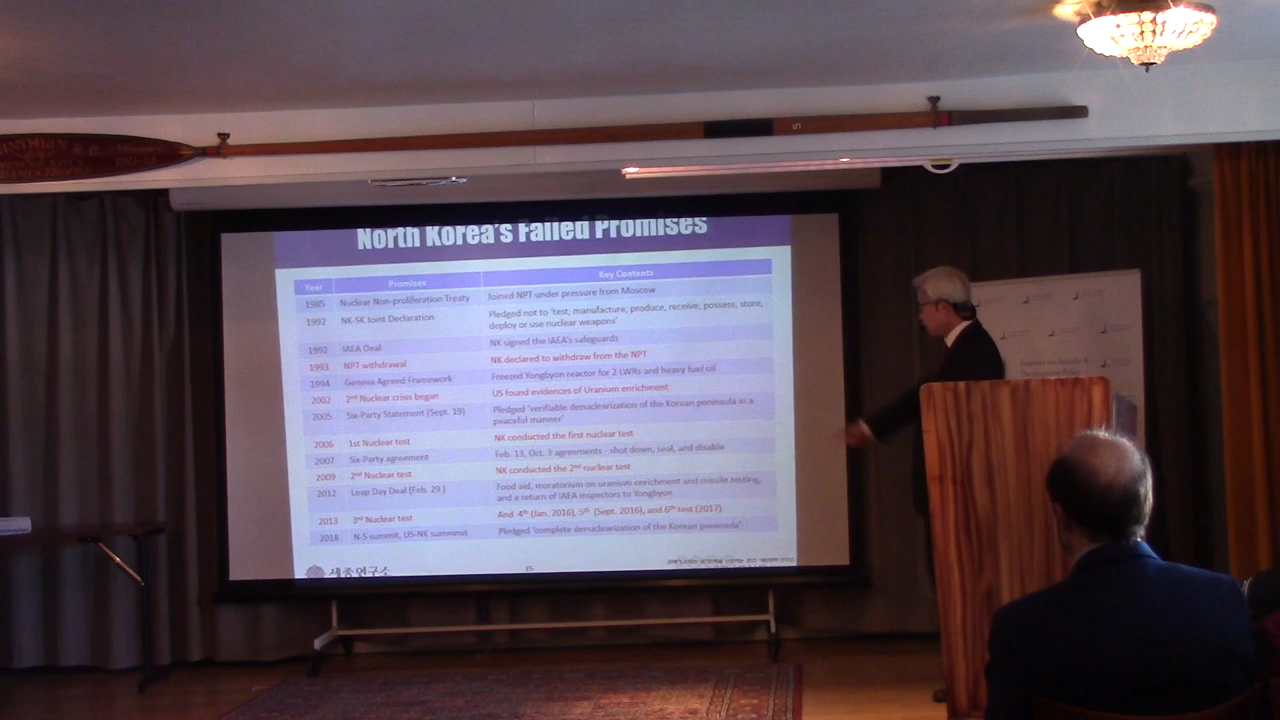 North Korea's Failed Promises
Year Promises Key Contents
1985 Nuclear Non-proliferation Treaty Joined NPT under pressure from Moscow
1992 NK-SK Joint Declaration Pledged not to 'test, manufacture, produce, receive, possess, store,
deploy or use nuclear weapons'
1992 IAEA Deal NK signed the IAEA's safeguards
1993 NPT withdrawal NK declared to withdraw from the NPT
1994 Geneva Agreed Framework Freezed Yongbyon reactor for 2 LWRs and heavy fuel oil
2002 2nd Nuclear crisis began US found evidences of Uranium enrichment
2005 Six-Party Statement (Sept. 19) Pledged 'verifiable denuclearization of the Korean peninsula in a
peaceful manner'
2006 1st Nuclear test NK conducted the first nuclear test
2007 Six-Party agreement Feb. 13, Oct. 3 agreements - shut down, seal, and disable
2009 2nd Nuclear test NK conducted the 2nd nuclear test
2012 Leap Day Deal (Feb. 29 ) Food aid, moratorium on uranium enrichment and missile testing,
and a return of IAEA inspectors to Yongbyon
2013 3rd Nuclear test And 4th (Jan. 2016), 5th (Sept. 2016), and 6th test (2017)
2018 N-S summit, US-NK summmit Pledged 'complete denuclearization of the Korean peninsula'
세종연구소
15
Institute for Security &
Development Policy
5